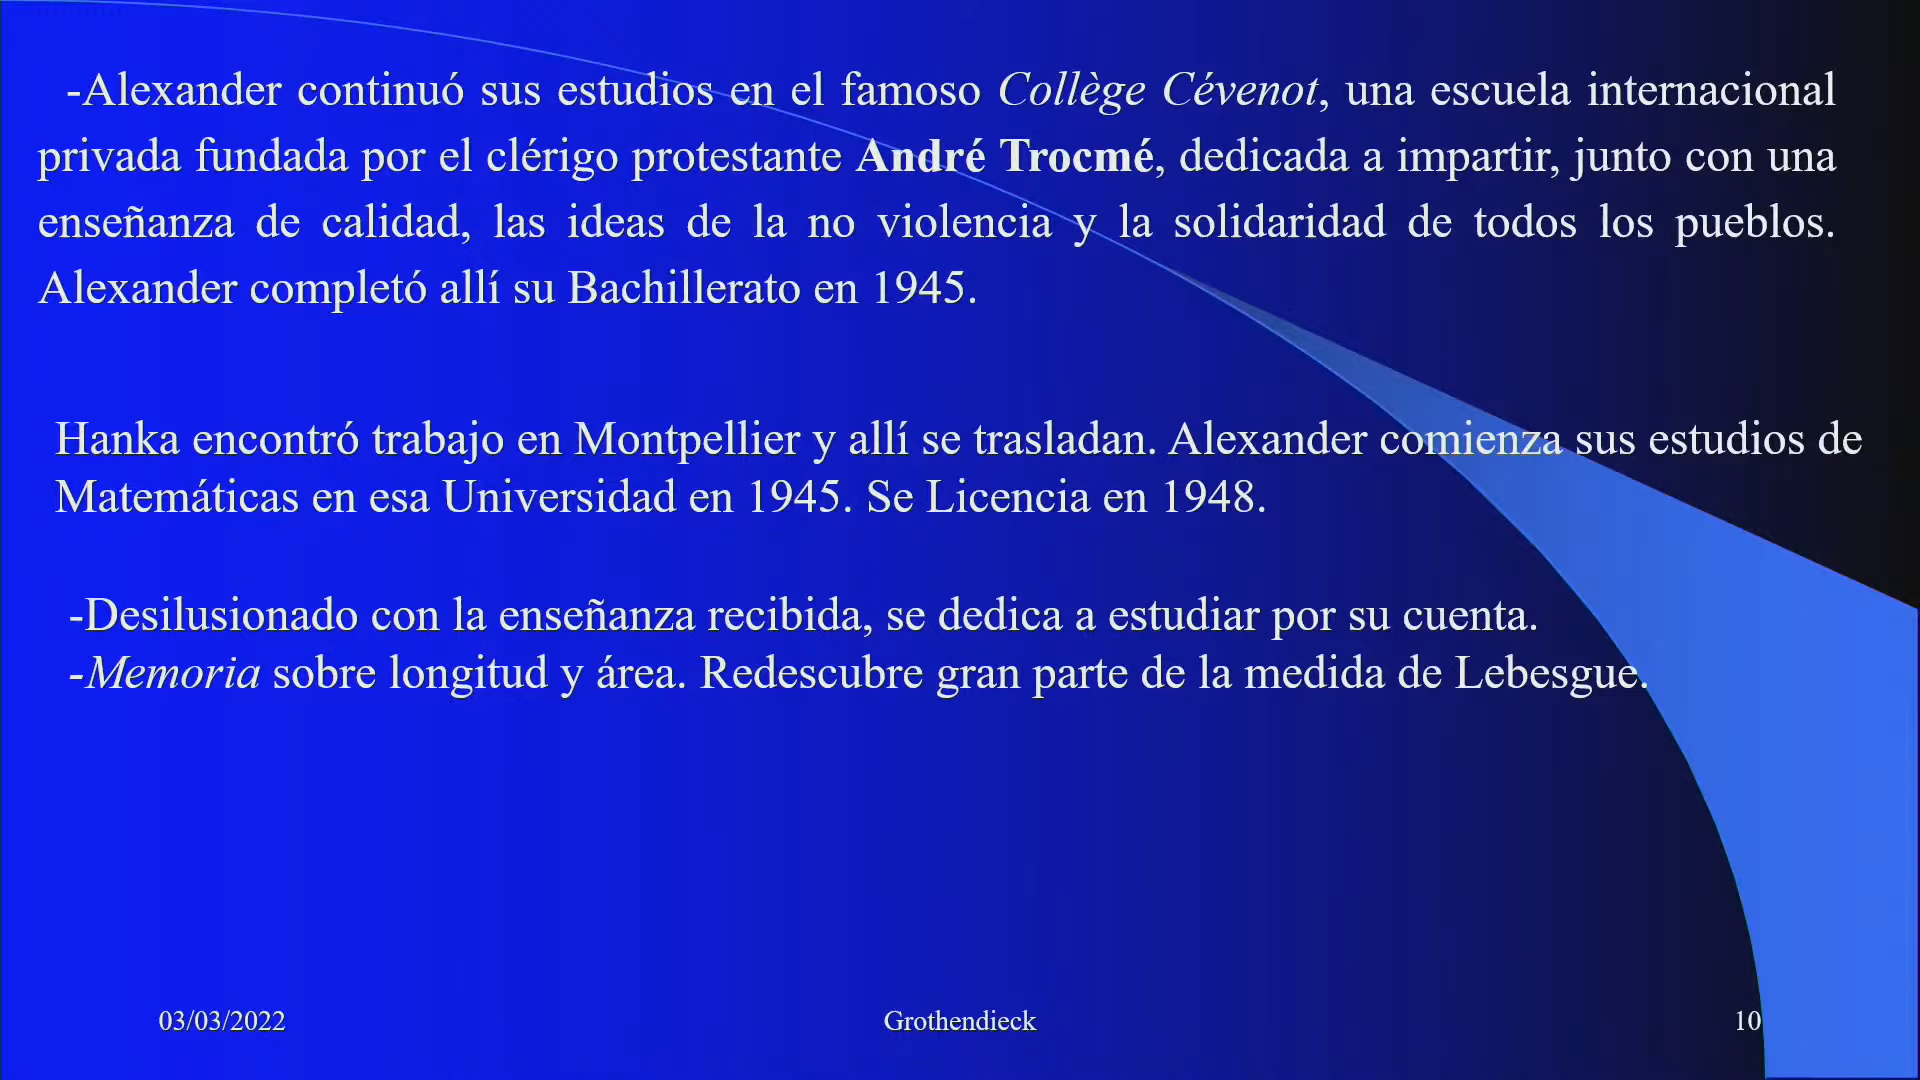 -Alexander continuó sus estudios en el famoso Collège Cévenot, una escuela internacional
privada fundada por el clérigo protestante André Trocmé, dedicada a impartir, junto con una
enseñanza de calidad, las ideas de la no violencia y la solidaridad de todos los pueblos.
Alexander completó allí su Bachillerato en 1945.
Hanka encontró trabajo en Montpellier y allí se trasladan. Alexander comienza sus estudios de
Matemáticas en esa Universidad en 1945. Se Licencia en 1948.
-Desilusionado con la enseñanza recibida, se dedica a estudiar por su cuenta.
-Memoria sobre longitud y área. Redescubre gran parte de la medida de Lebesgue.
03/03/2022
Grothendieck
10